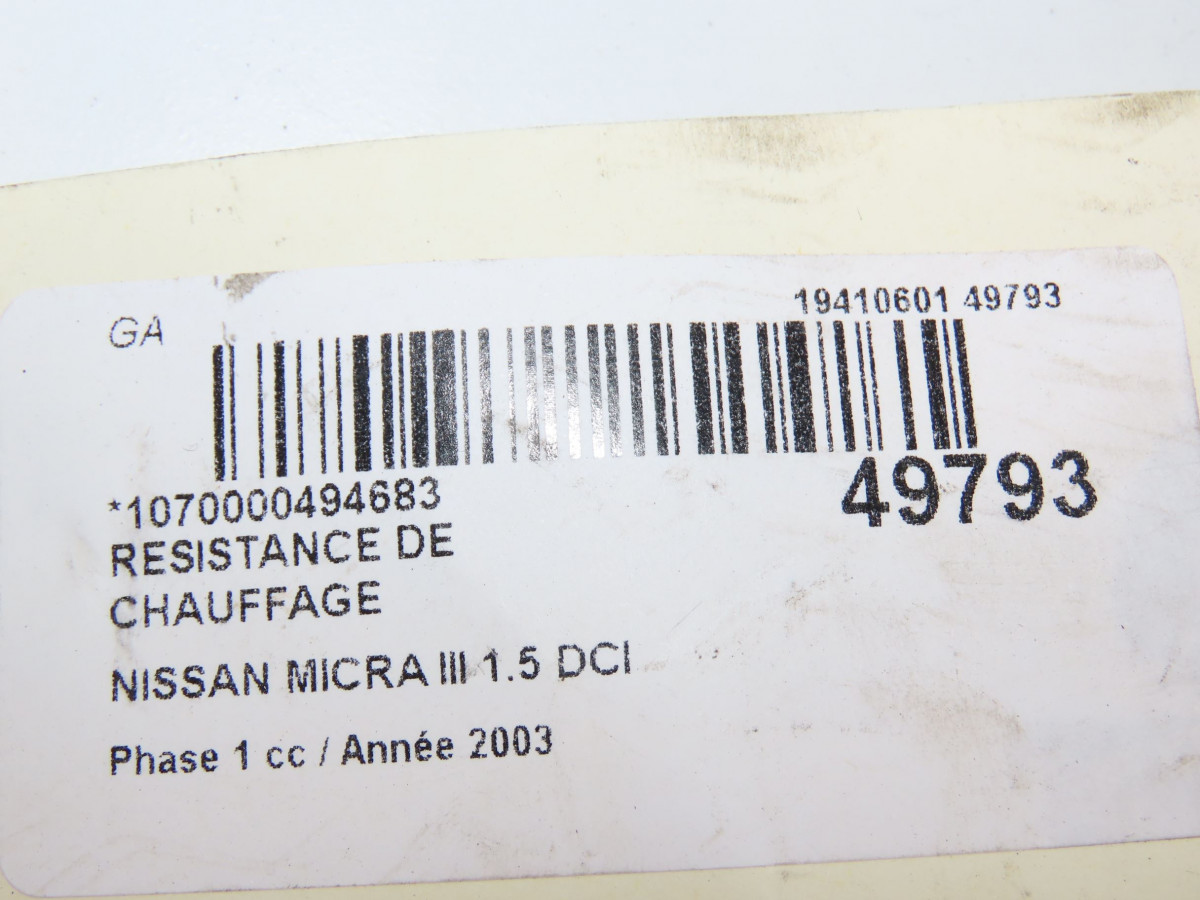 GA
19410601 49793
49793
*1070000494683
RESISTANCE DE
CHAUFFAGE
NISSAN MICRA III 1.5 DCI
Phase 1 cc / Année 2003